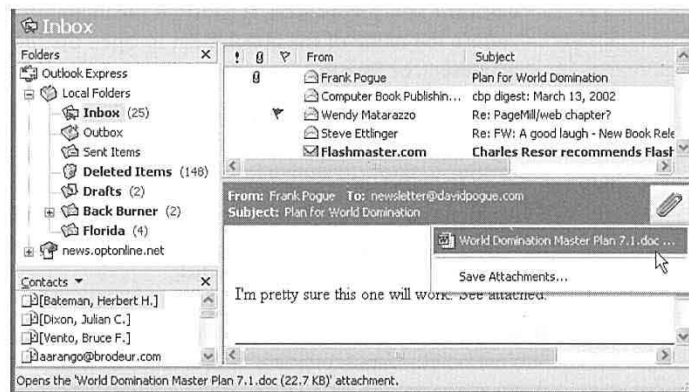 Inbox
Folders
Outlook Express
Local Folders
Inbox (25)
Outbox
Sent Items
Deleted Items (148)
Drafts (2)
Back Burner (2)
Florida (4)
news.optonline.net
Contacts
[Bateman, Herbert H.]
[Dixon, Julian C.]
[Vento, Bruce F.]
aarango@brodeur.com
! From Subject
Frank Pogue Plan for World Domination
Computer Book Publishin... cbp digest: March 13, 2002
Wendy Matarazzo Re: PageMill/web chapter?
Steve Ettlinger Re: FW: A good laugh - New Book Rele
Flashmaster.com Charles Resor recommends Flash
From: Frank Pogue To: newsletter@davidpogue.com
Subject: Plan for World Domination
World Domination Master Plan 7.1.doc ...
Save Attachments...
I'm pretty sure this one will work. See attached.
Opens the 'World Domination Master Plan 7.1.doc (22.7 KB)' attachment.